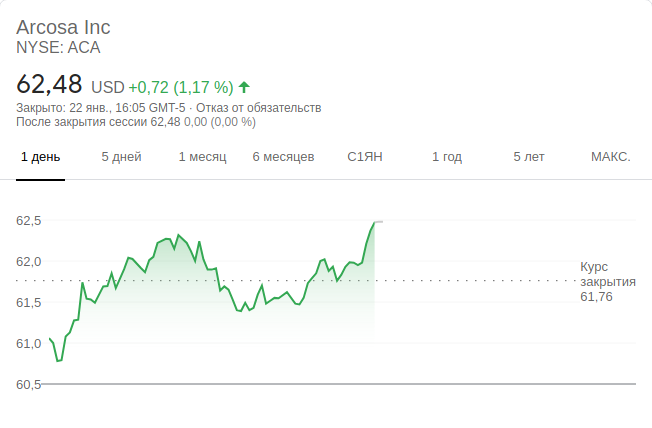 Arcosa Inc
NYSE: ACA
62,48 USD +0,72 (1,17 %)
Закрыто: 22 янв., 16:05 GMT-5 · Отказ от обязательств
После закрытия сессии 62,48 0,00 (0,00 %)
1 день 5 дней 1 месяц 6 месяцев С1ЯН 1 год 5 лет МАКС.
62,5
62,0
Курс
закрытия
61,76
61,5
61,0
60,5